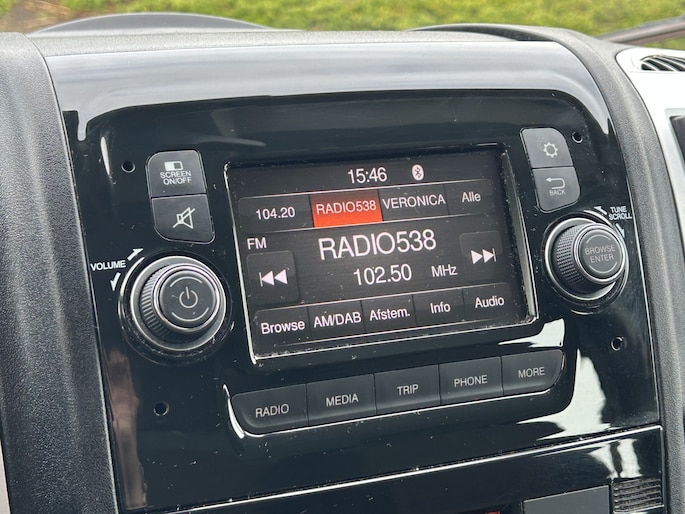 SCREEN
ON/OFF
15:46
104.20 RADIO538 VERONICA Alle
FM
RADIO538
102.50 MHz
Browse AM/DAB Afstem. Info Audio
BACK
VOLUME
TUNE
SCROLL
BROWSE
ENTER
RADIO MEDIA TRIP PHONE MORE